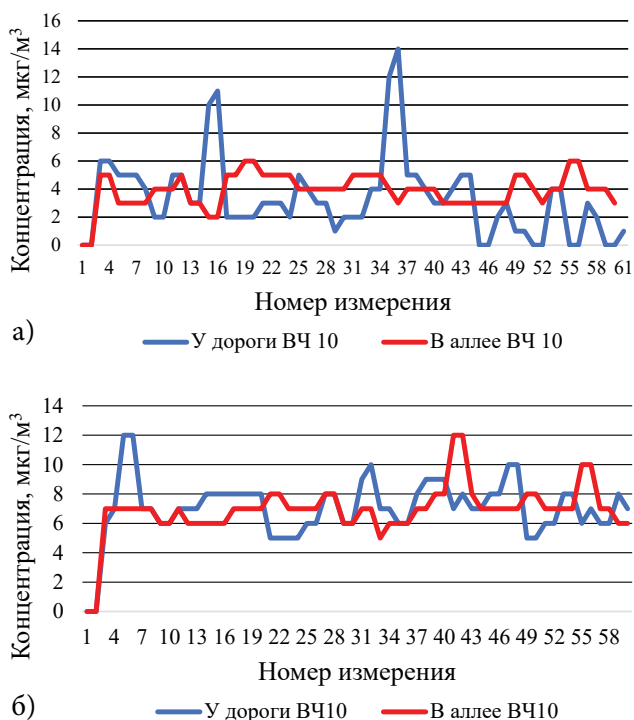 Концентрация, мкг/м³
16
14
12
10
8
6
4
2
0
1 4 7 10 13 16 19 22 25 28 31 34 37 40 43 46 49 52 55 58 61
Номер измерения
а)
У дороги ВЧ 10 В аллее ВЧ 10
Концентрация, мкг/м³
14
12
10
8
6
4
2
0
1 4 7 10 13 16 19 22 25 28 31 34 37 40 43 46 49 52 55 58
Номер измерения
б)
У дороги ВЧ10 В аллее ВЧ10